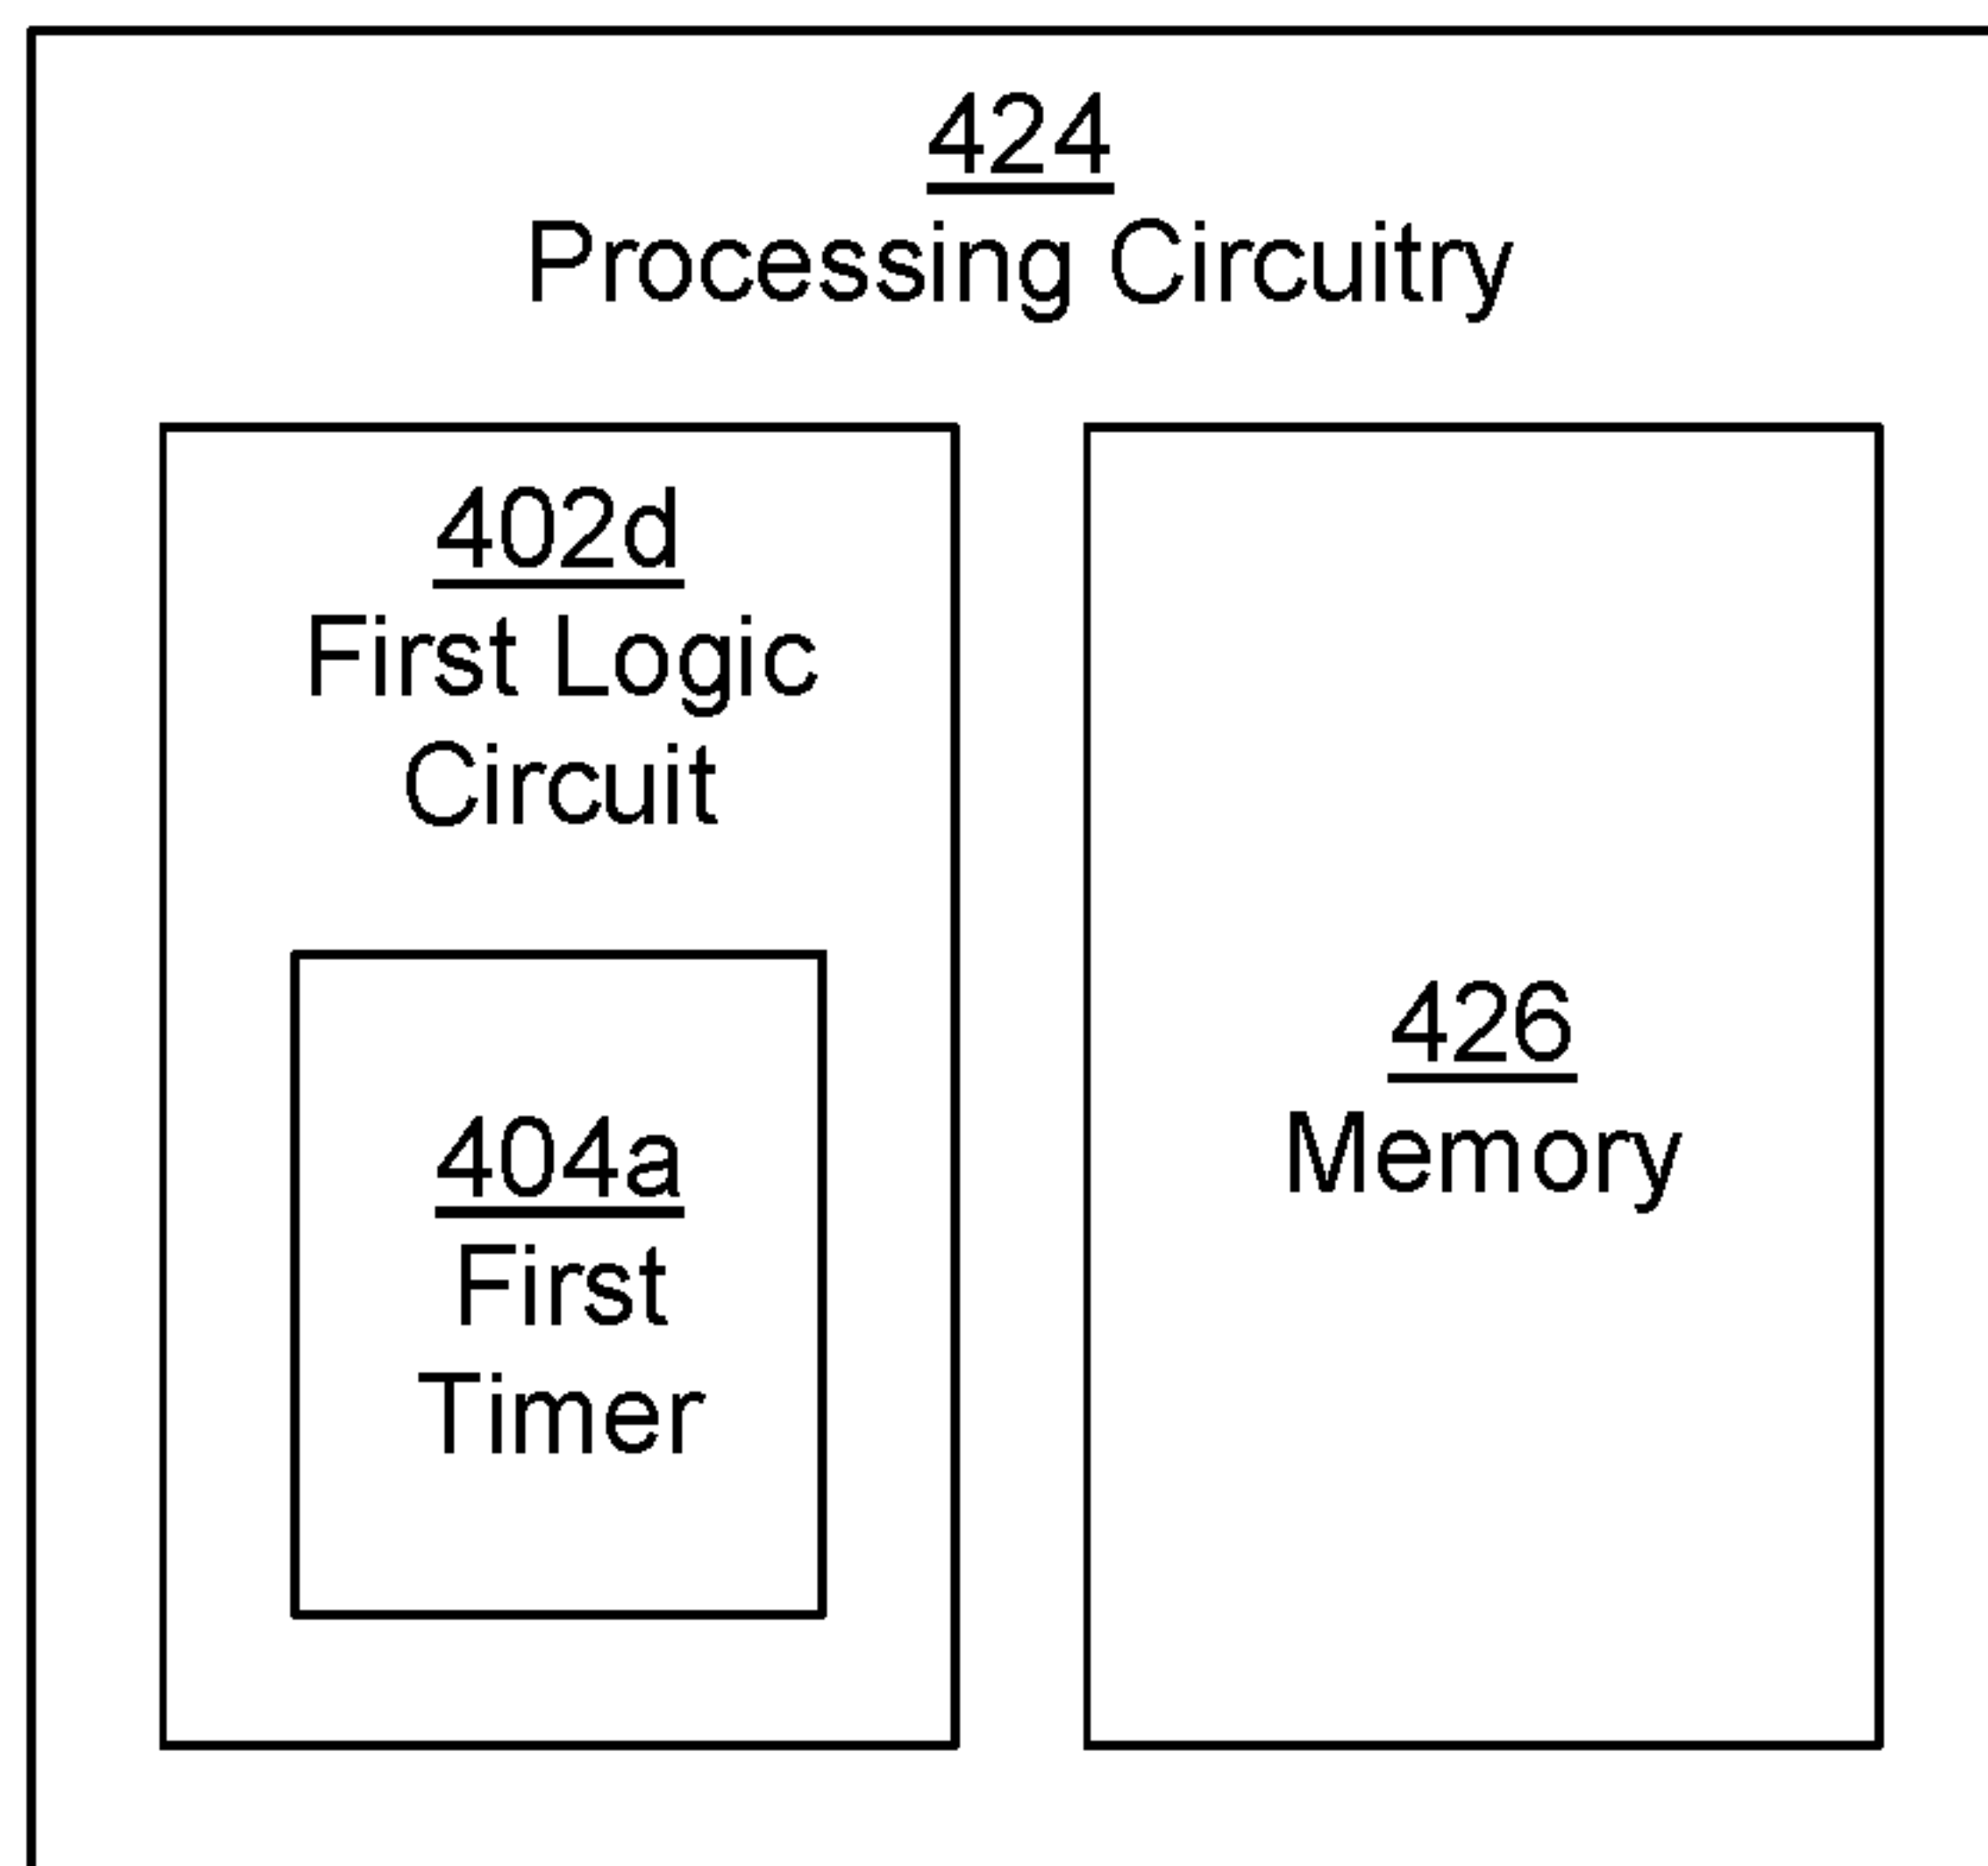 424
Processing Circuitry
402d
First Logic
Circuit
404a
First
Timer
426
Memory